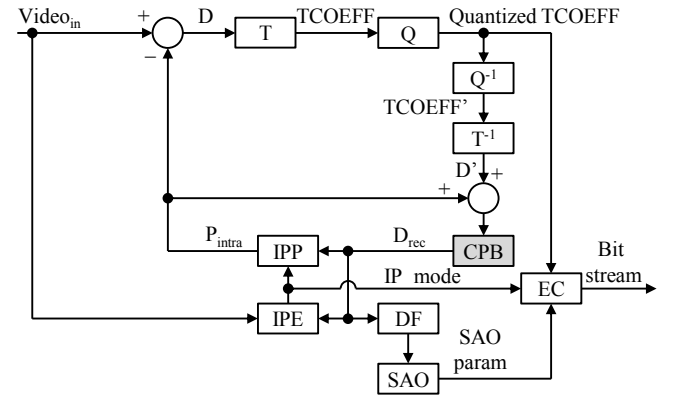 Video_in
+
D
T
TCOEFF
Q
Quantized TCOEFF
−
Q⁻¹
TCOEFF’
T⁻¹
D’
+
+
P_intra
IPP
D_rec
CPB
IP mode
EC
Bit
stream
IPE
DF
SAO
param
SAO